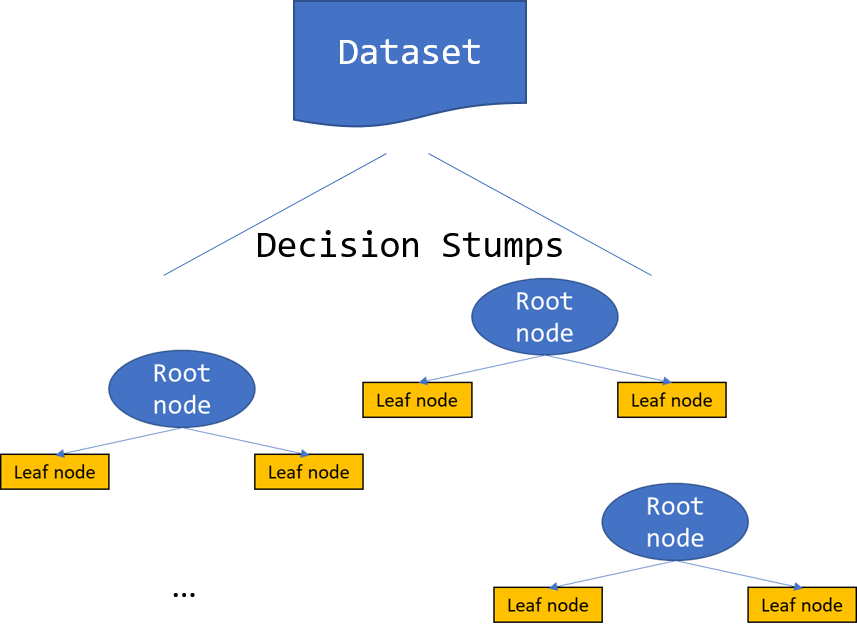 Dataset
Decision Stumps
Root
node
Leaf node
Leaf node
Root
node
Leaf node
Leaf node
Root
node
Leaf node
Leaf node
...